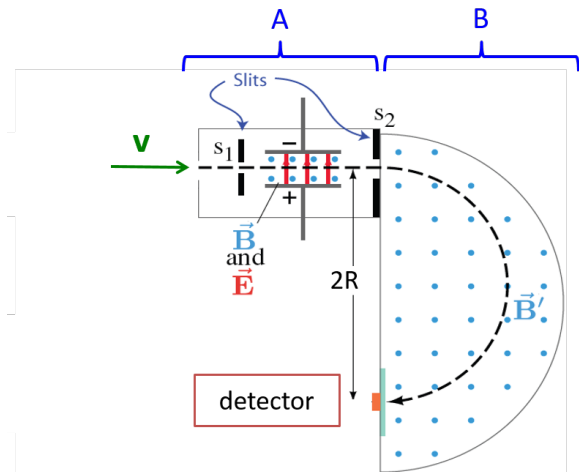 A
B
Slits
s₁
s₂
v
−
+
B⃗
and
E⃗
2R
B⃗′
detector